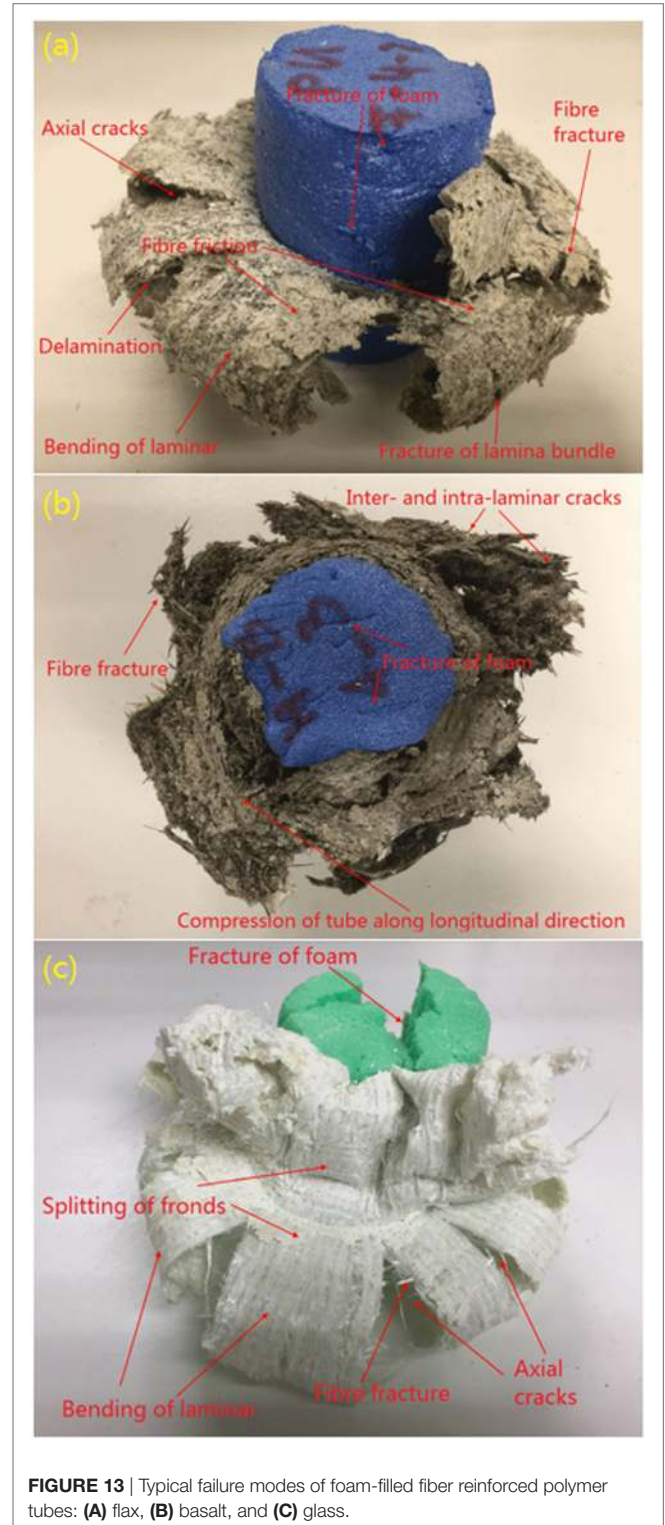 (a)
Fracture of foam
Axial cracks
Fibre
fracture
Fibre friction
Delamination
Bending of laminar
Fracture of lamina bundle
(b)
Inter- and intra-laminar cracks
Fibre fracture
Fracture of foam
Compression of tube along longitudinal direction
(c)
Fracture of foam
Splitting of fronds
Axial
cracks
Fibre fracture
Bending of laminar
FIGURE 13 | Typical failure modes of foam-filled fiber reinforced polymer
tubes: (A) flax, (B) basalt, and (C) glass.